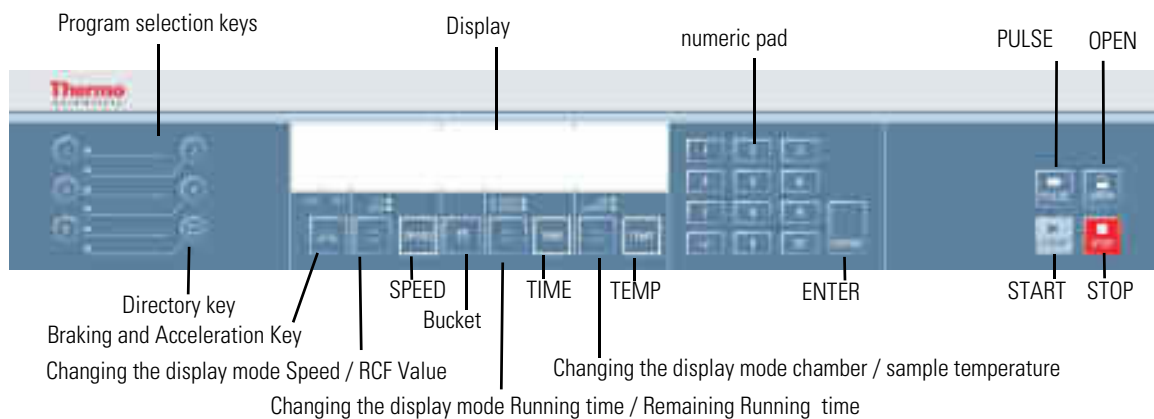 Program selection keys
Display
numeric pad
PULSE
OPEN
Thermo
SPEED
TIME
TEMP
ENTER
START
STOP
Directory key
Bucket
Braking and Acceleration Key
Changing the display mode Speed / RCF Value
Changing the display mode chamber / sample temperature
Changing the display mode Running time / Remaining Running time